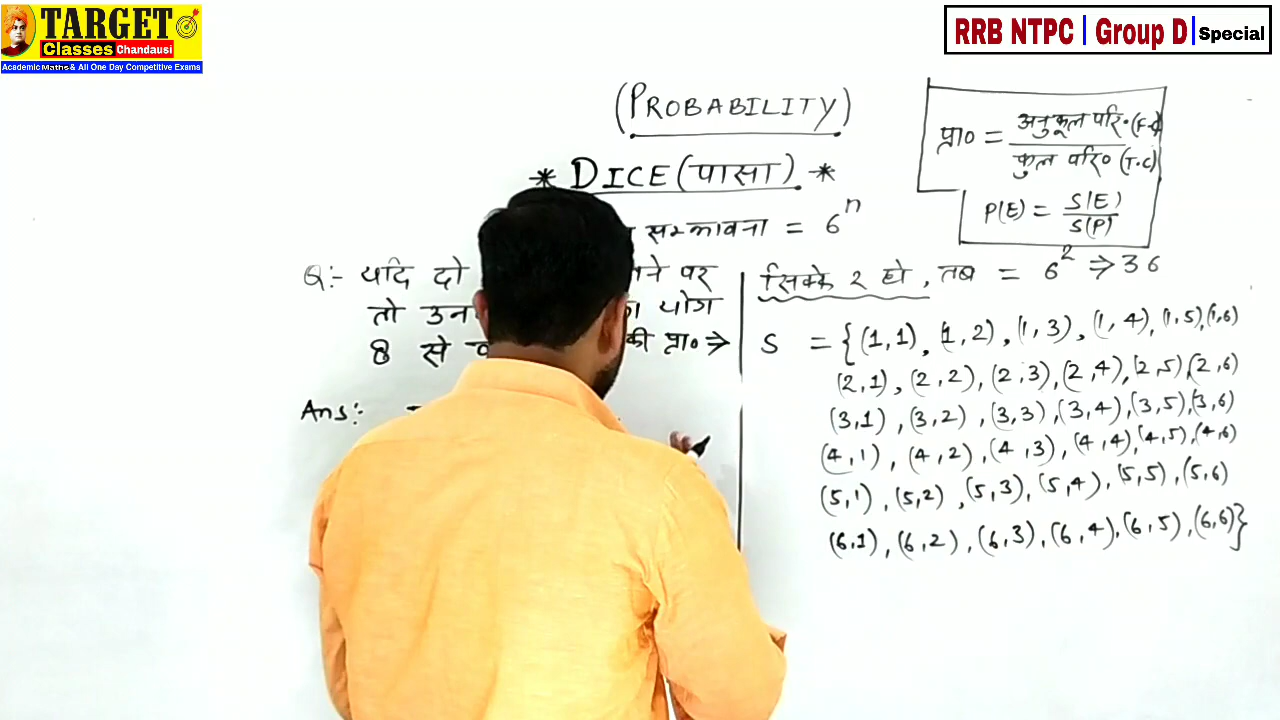 TARGET
Classes Chandausi
Academic Maths & All One Day Competitive Exams
RRB NTPC | Group D | Special
(PROBABILITY)
* DICE (पासा) *
सम्भावना = 6^n
प्रा० = अनुकूल परि० (F.C) / कुल परि० (T.C)
P(E) = S(E) / S(P)
Q:- यदि दो पर
तो योग
8 से की प्रा० ⇒
Ans:-
सिक्के 2 हो, तब = 6^2 ⇒ 36
S = {(1,1), (1,2), (1,3), (1,4), (1,5), (1,6)
(2,1), (2,2), (2,3), (2,4), (2,5), (2,6)
(3,1), (3,2), (3,3), (3,4), (3,5), (3,6)
(4,1), (4,2), (4,3), (4,4), (4,5), (4,6)
(5,1), (5,2), (5,3), (5,4), (5,5), (5,6)
(6,1), (6,2), (6,3), (6,4), (6,5), (6,6)}